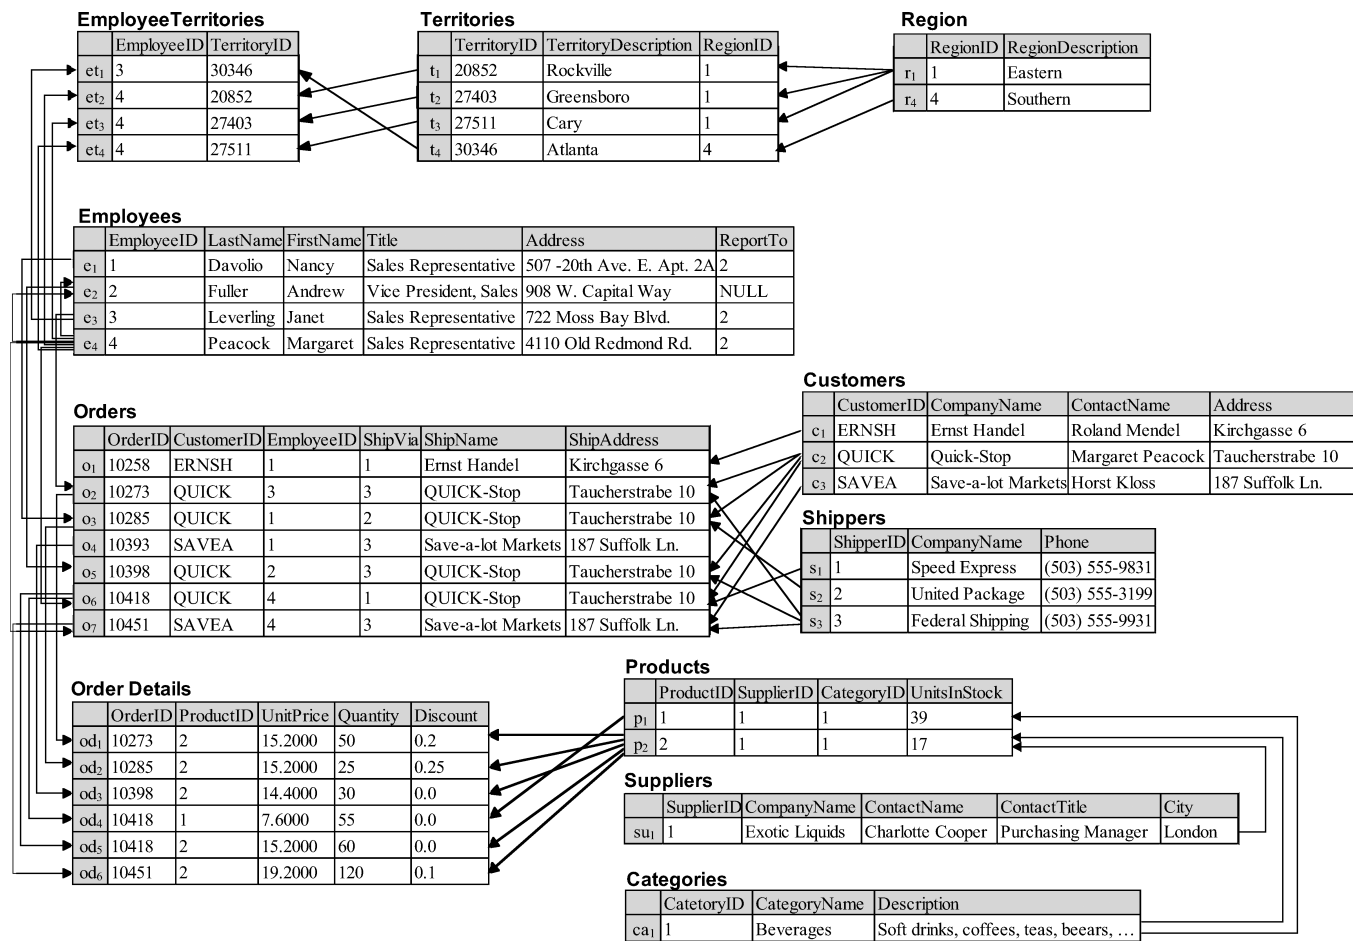 EmployeeTerritories
EmployeeID TerritoryID
et1 3 30346
et2 4 20852
et3 4 27403
et4 4 27511
Territories
TerritoryID TerritoryDescription RegionID
t1 20852 Rockville 1
t2 27403 Greensboro 1
t3 27511 Cary 1
t4 30346 Atlanta 4
Region
RegionID RegionDescription
r1 1 Eastern
r4 4 Southern
Employees
EmployeeID LastName FirstName Title Address ReportTo
e1 1 Davolio Nancy Sales Representative 507 -20th Ave. E. Apt. 2A 2
e2 2 Fuller Andrew Vice President, Sales 908 W. Capital Way NULL
e3 3 Leverling Janet Sales Representative 722 Moss Bay Blvd. 2
e4 4 Peacock Margaret Sales Representative 4110 Old Redmond Rd. 2
Orders
OrderID CustomerID EmployeeID ShipVia ShipName ShipAddress
o1 10258 ERNSH 1 1 Ernst Handel Kirchgasse 6
o2 10273 QUICK 3 3 QUICK-Stop Taucherstrabe 10
o3 10285 QUICK 1 2 QUICK-Stop Taucherstrabe 10
o4 10393 SAVEA 1 3 Save-a-lot Markets 187 Suffolk Ln.
o5 10398 QUICK 2 3 QUICK-Stop Taucherstrabe 10
o6 10418 QUICK 4 1 QUICK-Stop Taucherstrabe 10
o7 10451 SAVEA 4 3 Save-a-lot Markets 187 Suffolk Ln.
Customers
CustomerID CompanyName ContactName Address
c1 ERNSH Ernst Handel Roland Mendel Kirchgasse 6
c2 QUICK Quick-Stop Margaret Peacock Taucherstrabe 10
c3 SAVEA Save-a-lot Markets Horst Kloss 187 Suffolk Ln.
Shippers
ShipperID CompanyName Phone
s1 1 Speed Express (503) 555-9831
s2 2 United Package (503) 555-3199
s3 3 Federal Shipping (503) 555-9931
Order Details
OrderID ProductID UnitPrice Quantity Discount
od1 10273 2 15.2000 50 0.2
od2 10285 2 15.2000 25 0.25
od3 10398 2 14.4000 30 0.0
od4 10418 1 7.6000 55 0.0
od5 10418 2 15.2000 60 0.0
od6 10451 2 19.2000 120 0.1
Products
ProductID SupplierID CategoryID UnitsInStock
p1 1 1 1 39
p2 2 1 1 17
Suppliers
SupplierID CompanyName ContactName ContactTitle City
su1 1 Exotic Liquids Charlotte Cooper Purchasing Manager London
Categories
CatetoryID CategoryName Description
ca1 1 Beverages Soft drinks, coffees, teas, beears, …